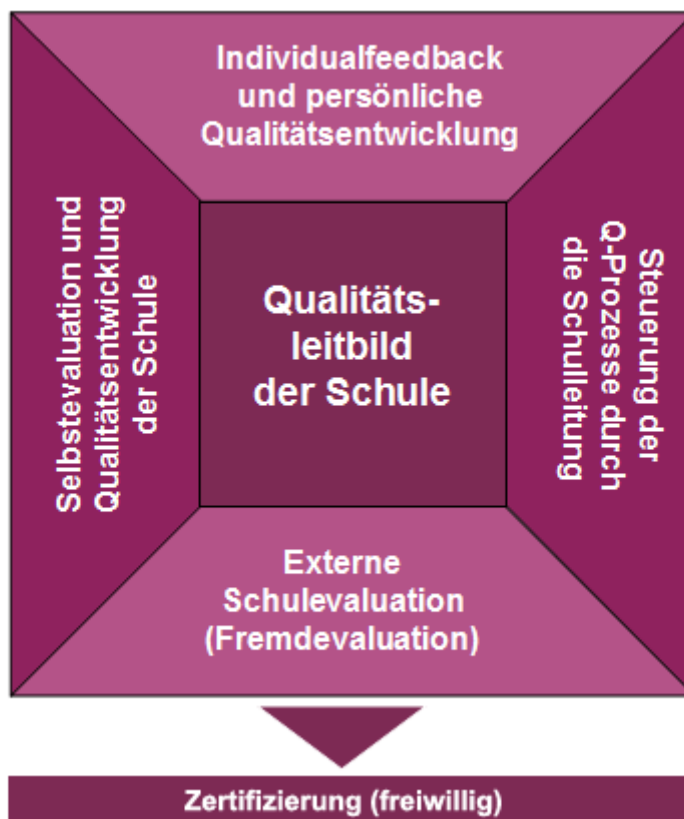 Individualfeedback
und persönliche
Qualitätsentwicklung
Selbstevaluation und
Qualitätsentwicklung
der Schule
Qualitäts-
leitbild
der Schule
Steuerung der
Q-Prozesse durch
die Schulleitung
Externe
Schulevaluation
(Fremdevaluation)
Zertifizierung (freiwillig)